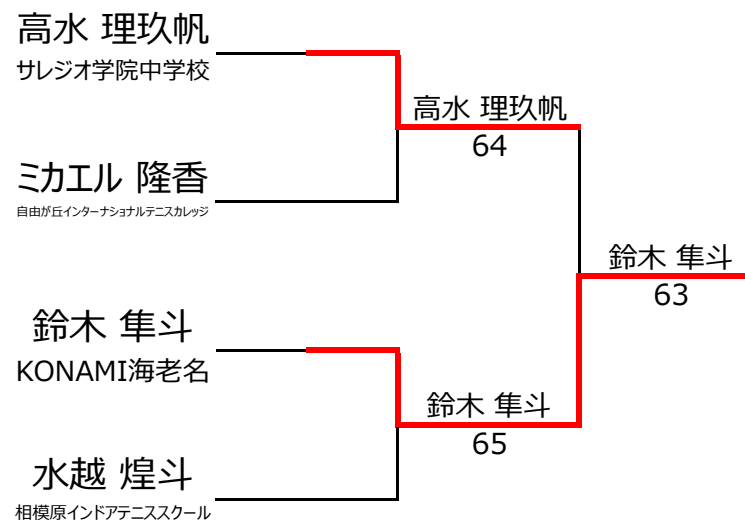 高水 理玖帆
サレジオ学院中学校
高水 理玖帆
64
ミカエル 隆香
自由が丘インターナショナルテニスカレッジ
鈴木 隼斗
63
鈴木 隼斗
KONAMI海老名
鈴木 隼斗
65
水越 煌斗
相模原インドアテニススクール